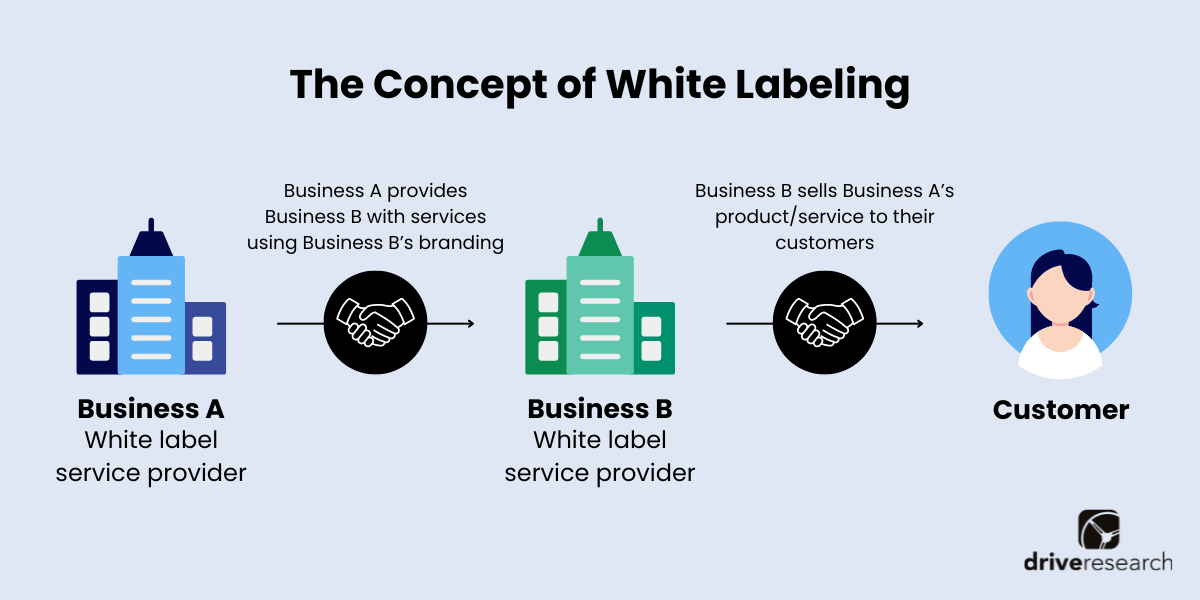 The Concept of White Labeling
Business A provides
Business B with services
using Business B’s branding
Business B sells Business A’s
product/service to their
customers
Business A
White label
service provider
Business B
White label
service provider
Customer
driveresearch